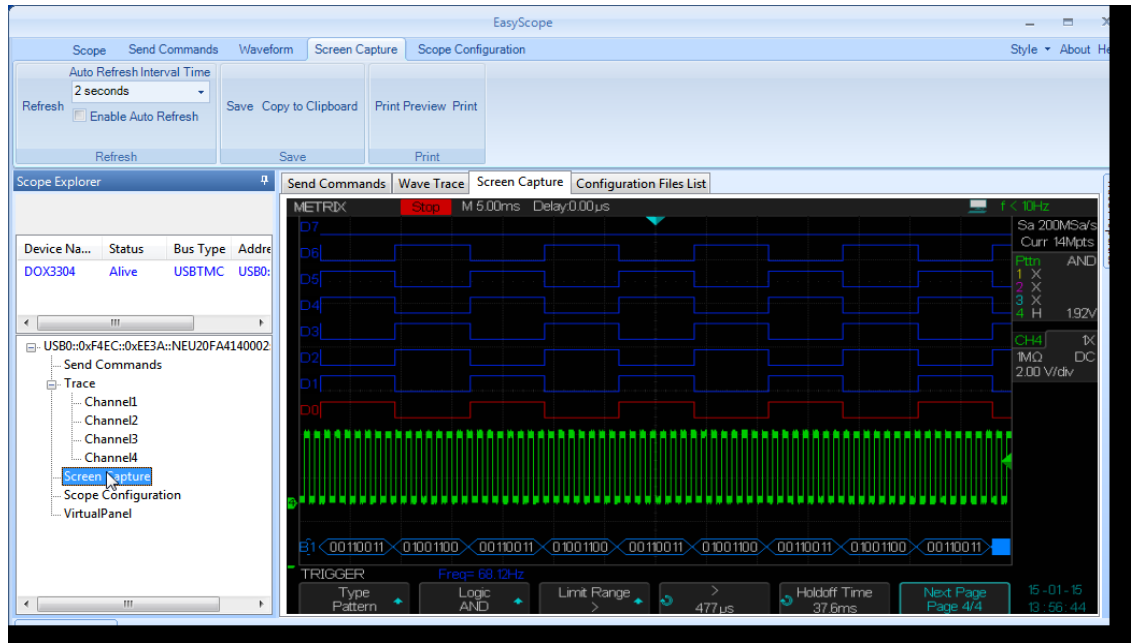 EasyScope
Scope Send Commands Waveform Screen Capture Scope Configuration Style About He
Auto Refresh Interval Time
2 seconds
Refresh Enable Auto Refresh Save Copy to Clipboard Print Preview Print
Refresh Save Print
Scope Explorer
Send Commands Wave Trace Screen Capture Configuration Files List
METRIX Stop M 5.00ms Delay:0.00µs f < 10Hz
Sa 200MSa/s
Curr 14Mpts
Pttn AND
1 X
2 X
3 X
4 H 1.92V
CH4 1X
1MΩ DC
2.00 V/div
D7
D6
D5
D4
D3
D2
D1
D0
Device Na... Status Bus Type Addre
DOX3304 Alive USBTMC USB0:
USB0::0xF4EC::0xEE3A::NEU20FA4140002
Send Commands
Trace
Channel1
Channel2
Channel3
Channel4
Screen Capture
Scope Configuration
VirtualPanel
4
B1 00110011 01001100 00110011 01001100 00110011 01001100 00110011 01001100 00110011
TRIGGER Freq= 68.12Hz
Type Logic Limit Range > Holdoff Time Next Page 15-01-15
Pattern AND > 477µs 37.6ms Page 4/4 13:56:44